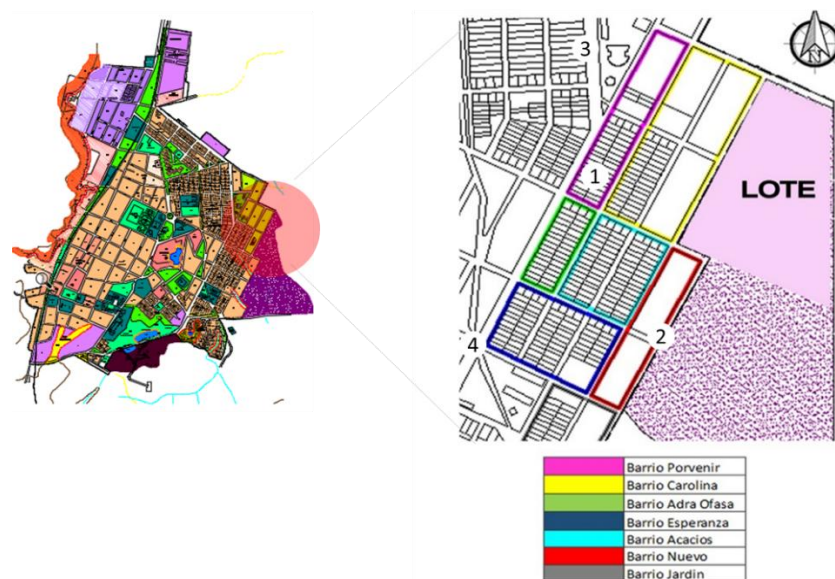 3
N
LOTE
1
2
4
Barrio Porvenir
Barrio Carolina
Barrio Adra Ofasa
Barrio Esperanza
Barrio Acacios
Barrio Nuevo
Barrio Jardin